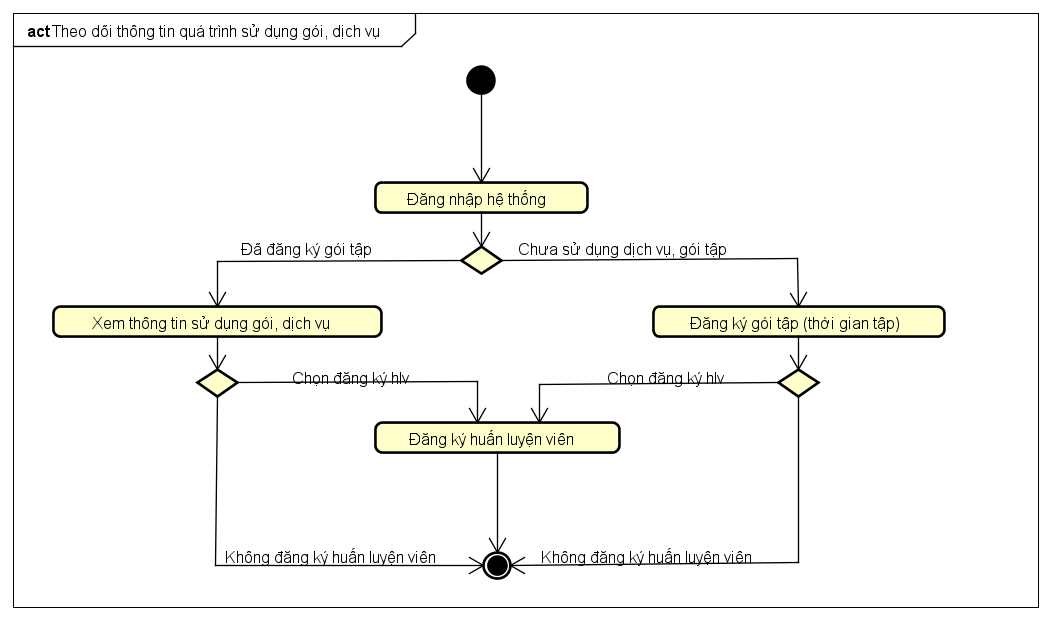 act Theo dõi thông tin quá trình sử dụng gói, dịch vụ
Đăng nhập hệ thống
Đã đăng ký gói tập
Chưa sử dụng dịch vụ, gói tập
Xem thông tin sử dụng gói, dịch vụ
Đăng ký gói tập (thời gian tập)
Chọn đăng ký hlv
Chọn đăng ký hlv
Đăng ký huấn luyện viên
Không đăng ký huấn luyện viên
Không đăng ký huấn luyện viên